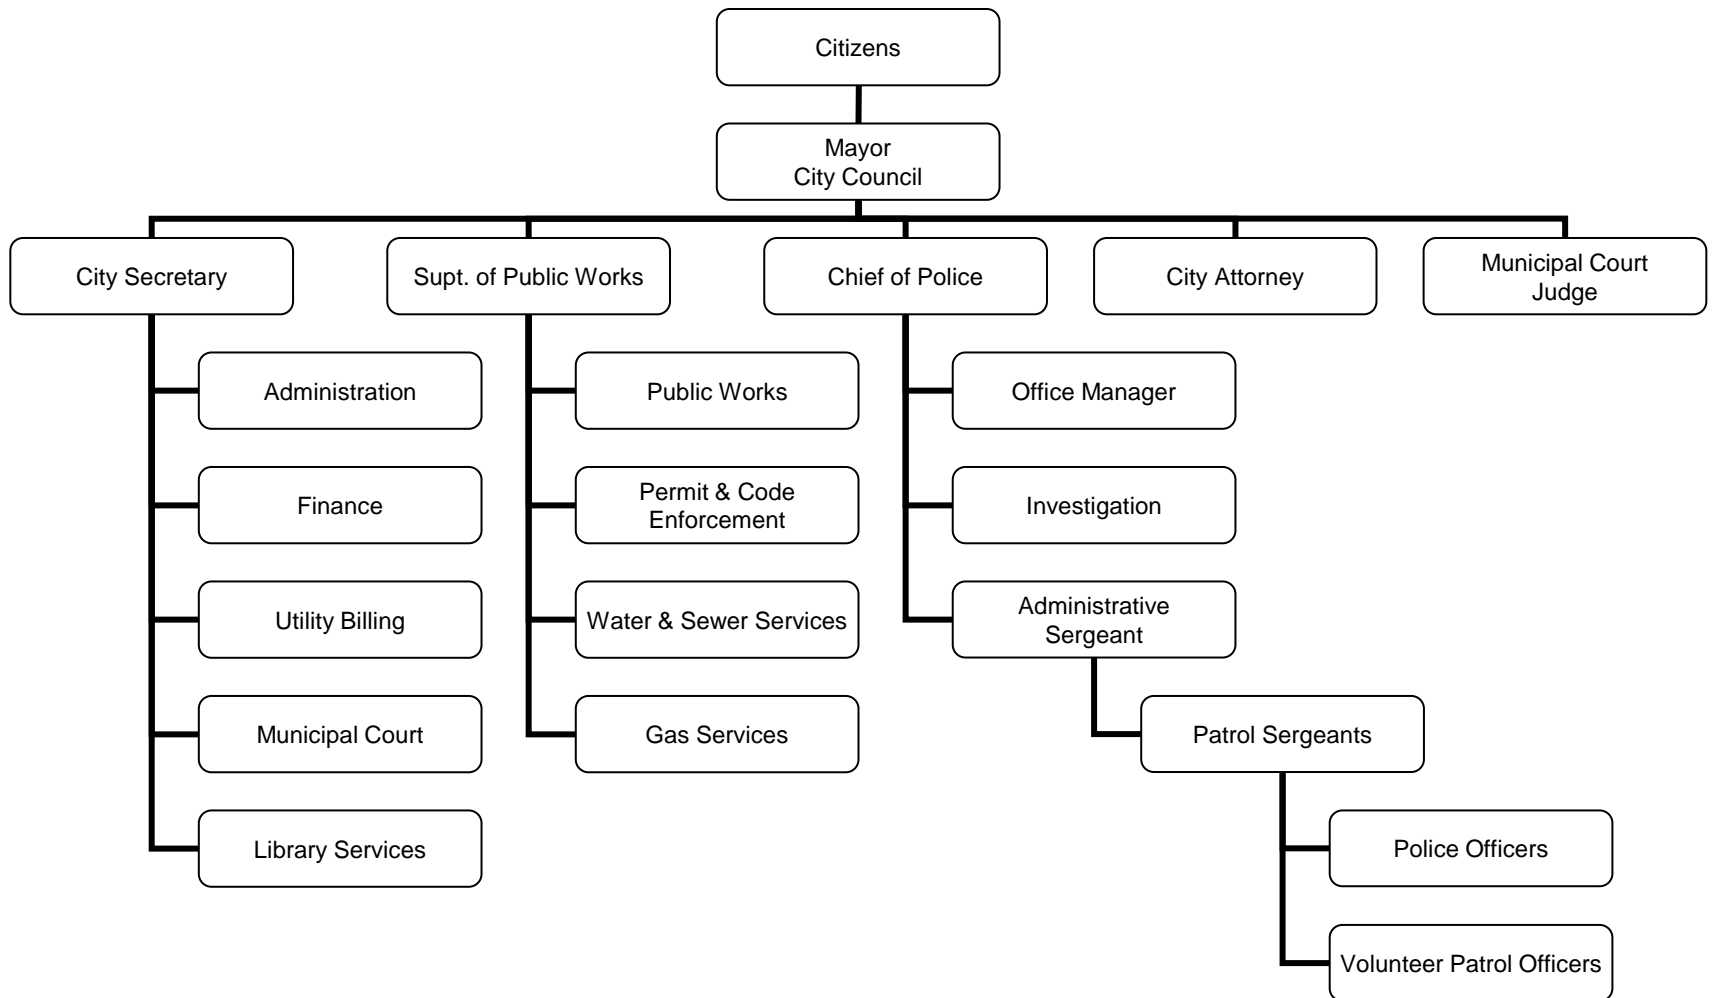 Citizens
Mayor
City Council
City Secretary
Supt. of Public Works
Chief of Police
City Attorney
Municipal Court
Judge
Administration
Public Works
Office Manager
Finance
Permit & Code
Enforcement
Investigation
Utility Billing
Water & Sewer Services
Administrative
Sergeant
Municipal Court
Gas Services
Patrol Sergeants
Library Services
Police Officers
Volunteer Patrol Officers